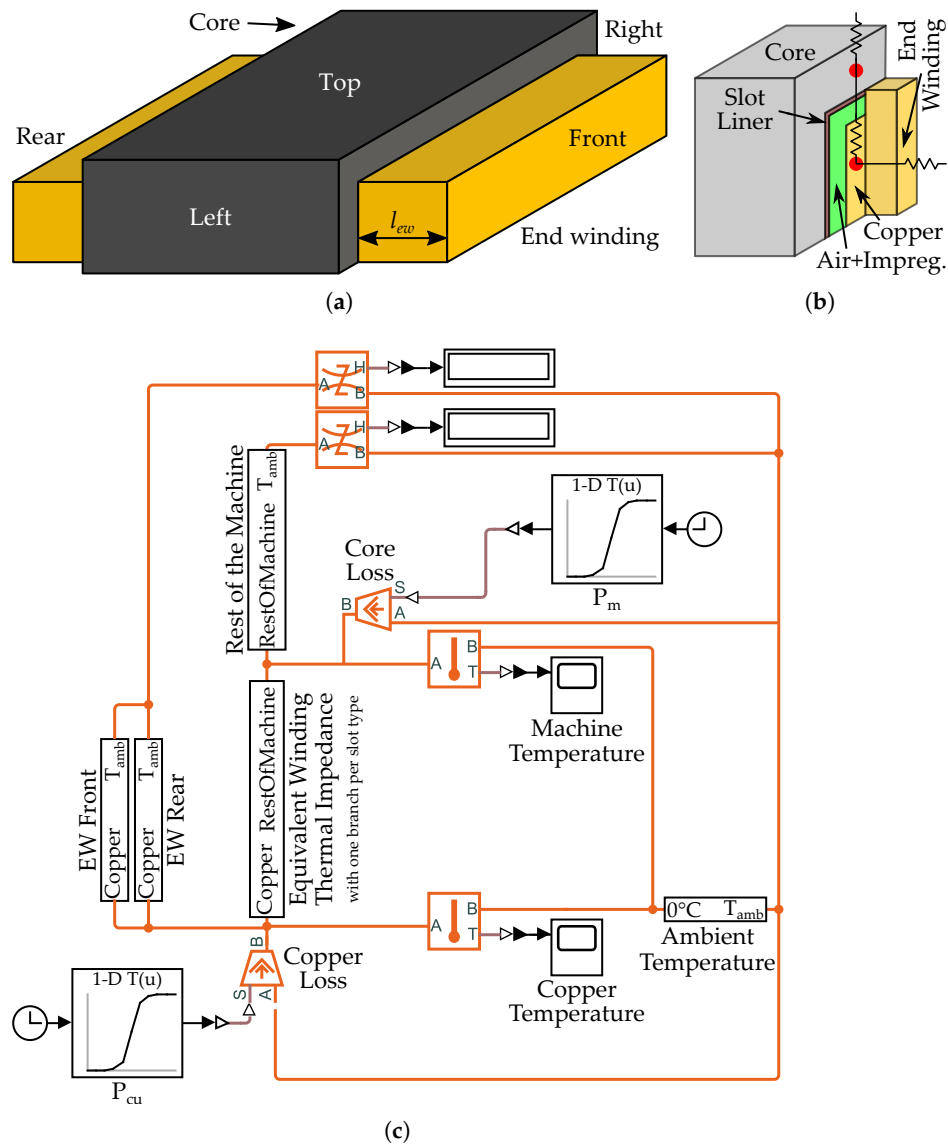 Core
Right
Top
Rear
Front
Left
l_ew
End winding
(a)
Core
End
Winding
Slot
Liner
Copper
Air+Impreg.
(b)
A
H
B
A
H
B
Rest of the Machine
RestOfMachine T_amb
1-D T(u)
P_m
Core
Loss
S
B
A
A
B
T
Machine
Temperature
EW Front
Copper T_amb
Copper T_amb
EW Rear
Copper RestOfMachine
Equivalent Winding
Thermal Impedance
with one branch per slot type
A
B
T
0°C T_amb
Ambient
Temperature
Copper
Temperature
B
S
A
Copper
Loss
1-D T(u)
P_cu
(c)